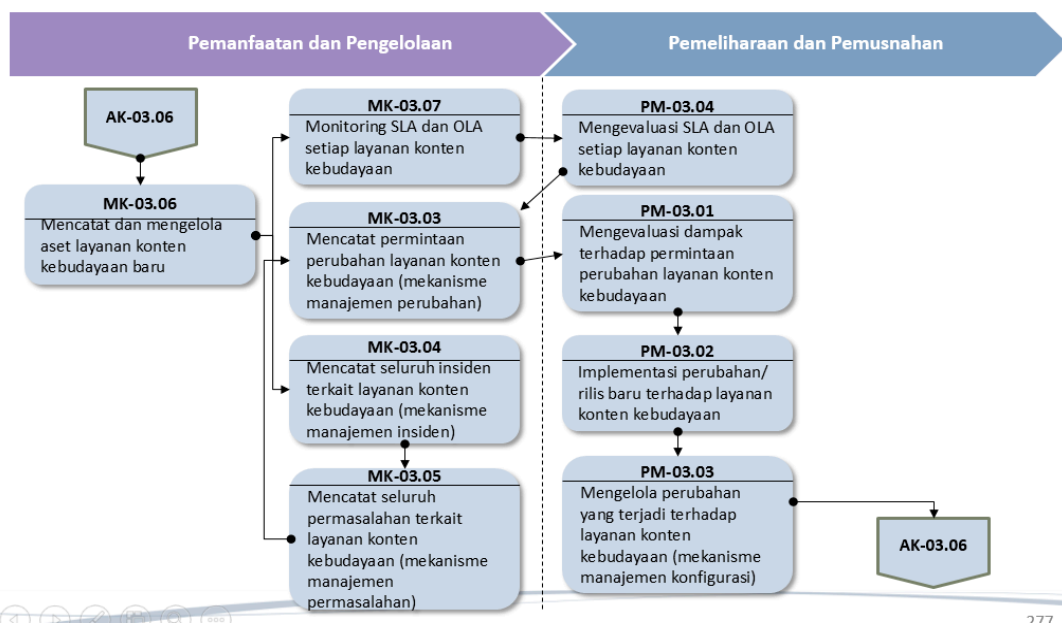 Pemanfaatan dan Pengelolaan
Pemeliharaan dan Pemusnahan
AK-03.06
MK-03.06
Mencatat dan mengelola
aset layanan konten
kebudayaan baru
MK-03.07
Monitoring SLA dan OLA
setiap layanan konten
kebudayaan
MK-03.03
Mencatat permintaan
perubahan layanan konten
kebudayaan (mekanisme
manajemen perubahan)
MK-03.04
Mencatat seluruh insiden
terkait layanan konten
kebudayaan (mekanisme
manajemen insiden)
MK-03.05
Mencatat seluruh
permasalahan terkait
layanan konten
kebudayaan (mekanisme
manajemen
permasalahan)
PM-03.04
Mengevaluasi SLA dan OLA
setiap layanan konten
kebudayaan
PM-03.01
Mengevaluasi dampak
terhadap permintaan
perubahan layanan konten
kebudayaan
PM-03.02
Implementasi perubahan/
rilis baru terhadap layanan
konten kebudayaan
PM-03.03
Mengelola perubahan
yang terjadi terhadap
layanan konten
kebudayaan (mekanisme
manajemen konfigurasi)
AK-03.06
277